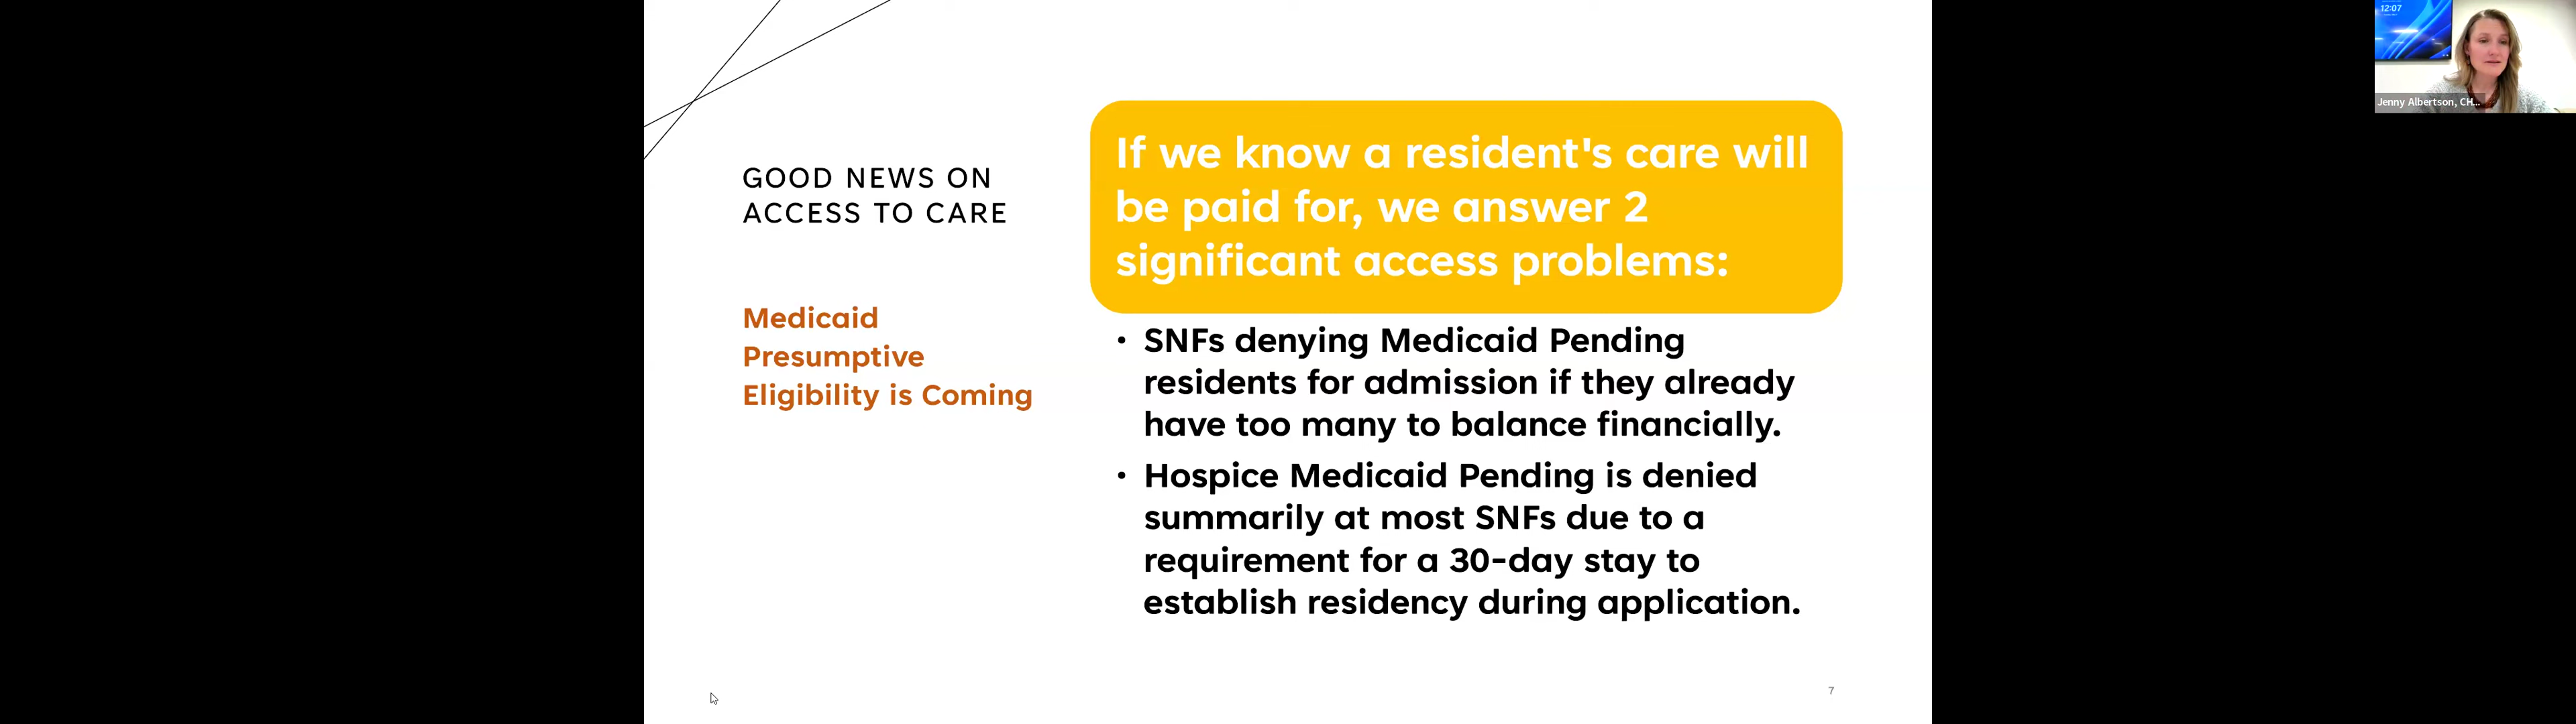 GOOD NEWS ON
ACCESS TO CARE
Medicaid
Presumptive
Eligibility is Coming
If we know a resident's care will
be paid for, we answer 2
significant access problems:
• SNFs denying Medicaid Pending
residents for admission if they already
have too many to balance financially.
• Hospice Medicaid Pending is denied
summarily at most SNFs due to a
requirement for a 30-day stay to
establish residency during application.
7
12:07
Jenny Albertson, CH...